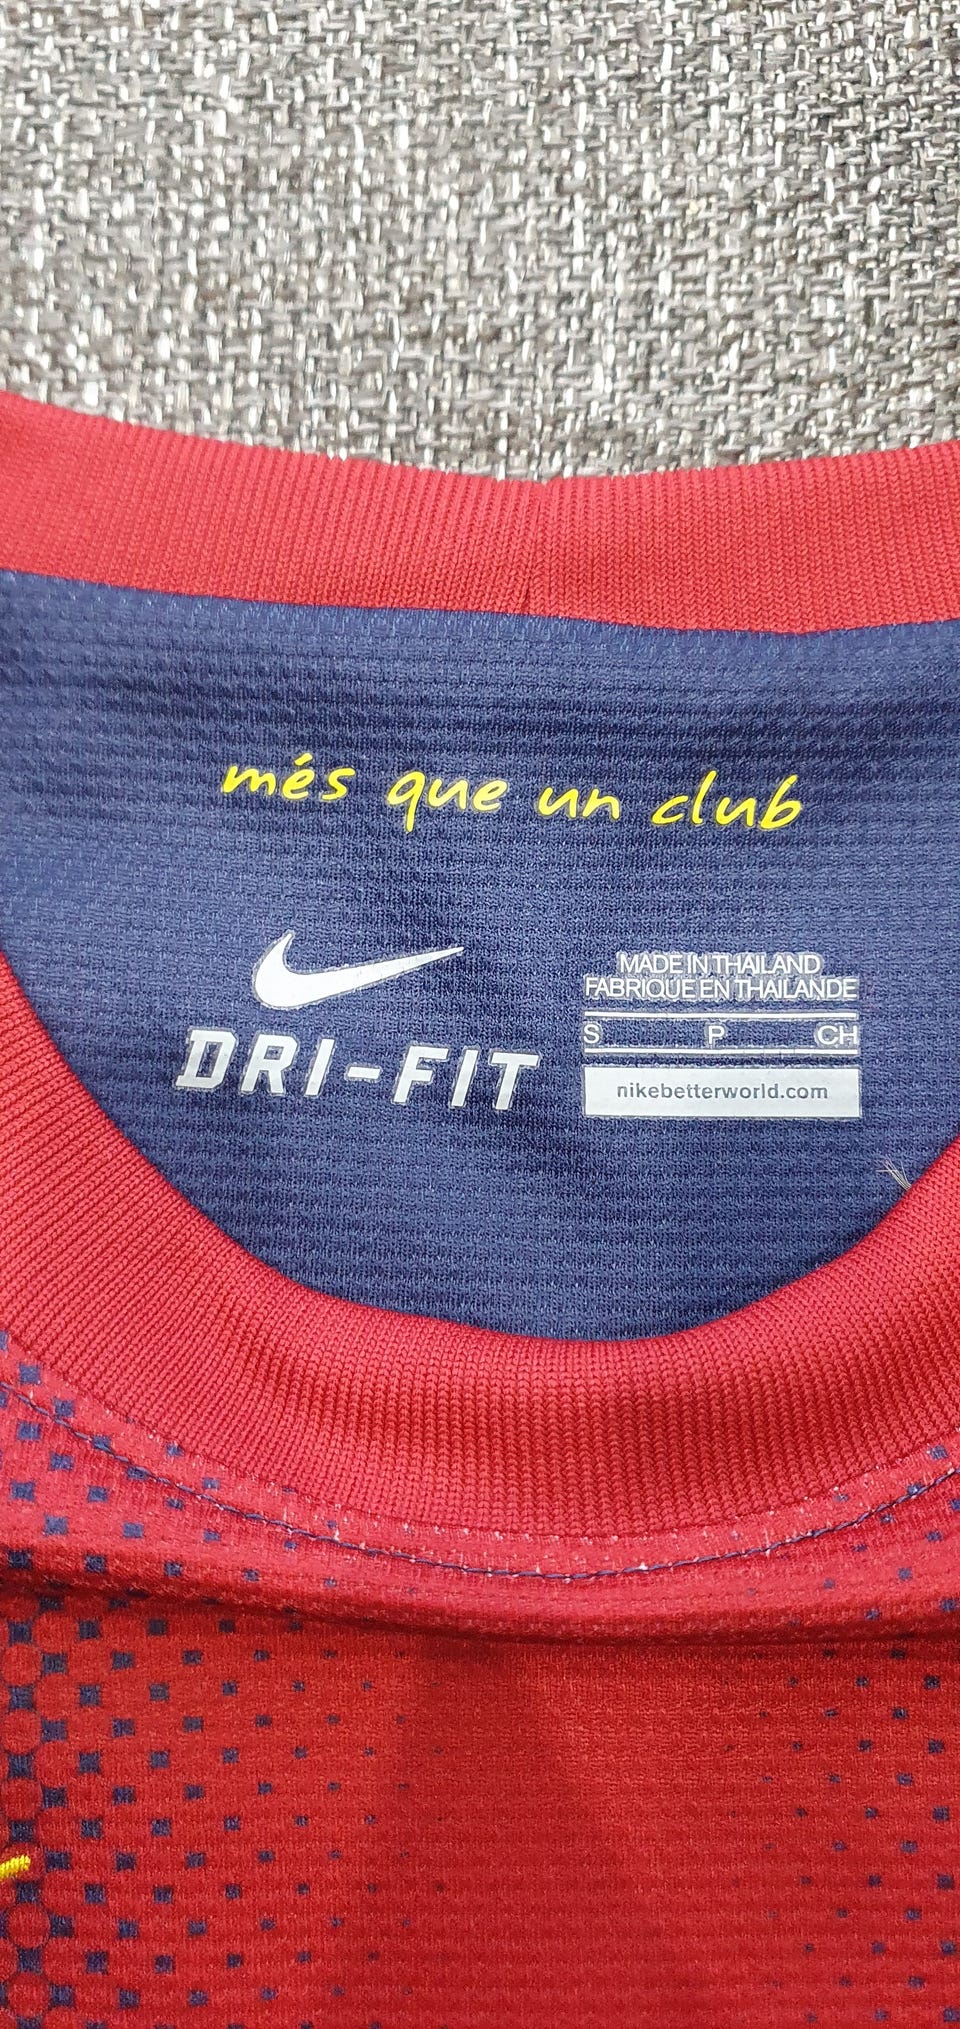 més que un club
DRI-FIT
MADE IN THAILAND
FABRIQUE EN THAILANDE
S P CH
nikebetterworld.com